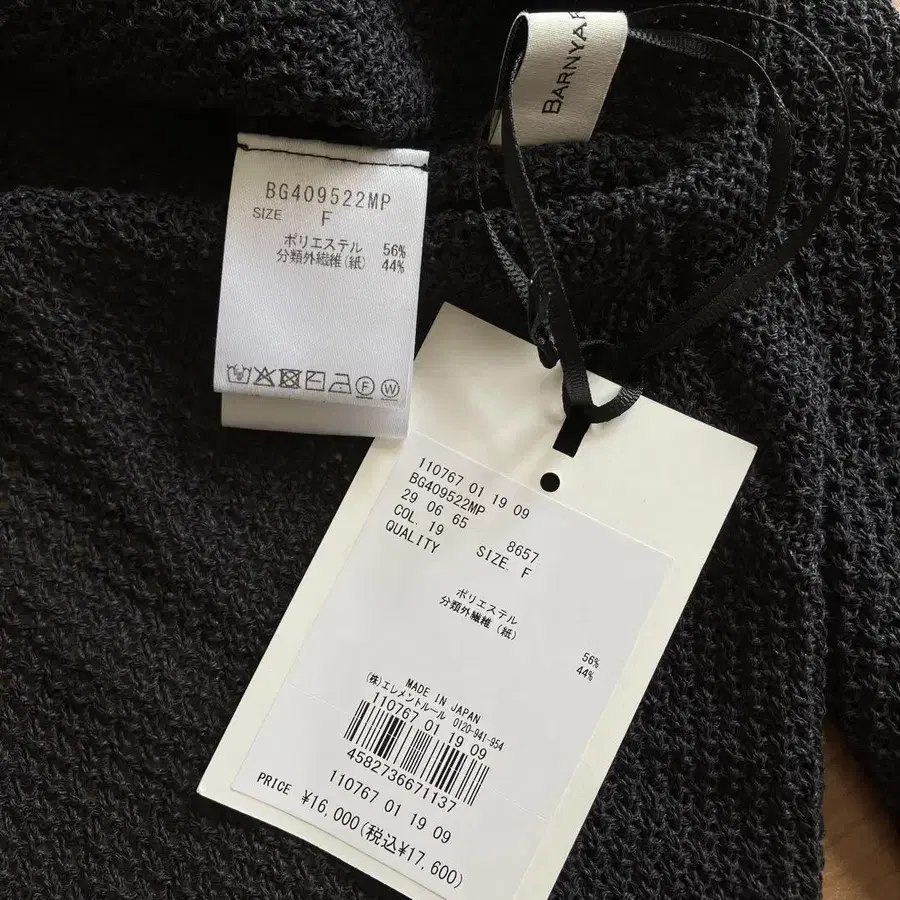 BARNYAR
BG409522MP
SIZE F
ポリエステル 56%
分類外繊維(紙) 44%
F W
110767 01 19 09
BG409522MP
29 06 65 8657
COL. 19 SIZE. F
QUALITY
ポリエステル 56%
分類外繊維(紙) 44%
MADE IN JAPAN
(株)エレメントルール 0120-941-954
110767 01 19 09
4582736671137
110767 01 19 09
PRICE ¥16,000(税込¥17,600)